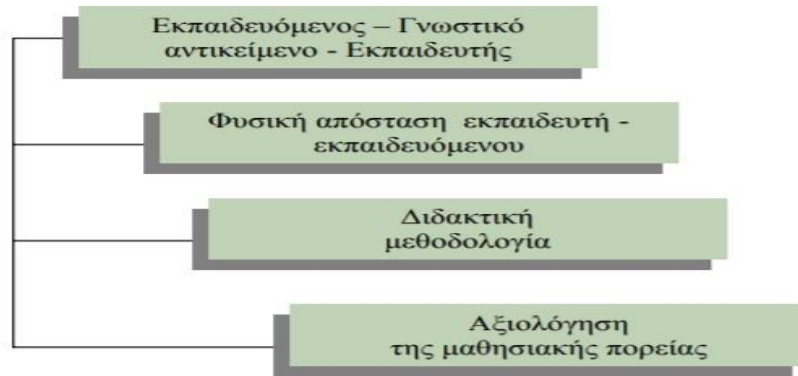 Εκπαιδευόμενος – Γνωστικό
αντικείμενο - Εκπαιδευτής
Φυσική απόσταση εκπαιδευτή -
εκπαιδευόμενου
Διδακτική
μεθοδολογία
Αξιολόγηση
της μαθησιακής πορείας